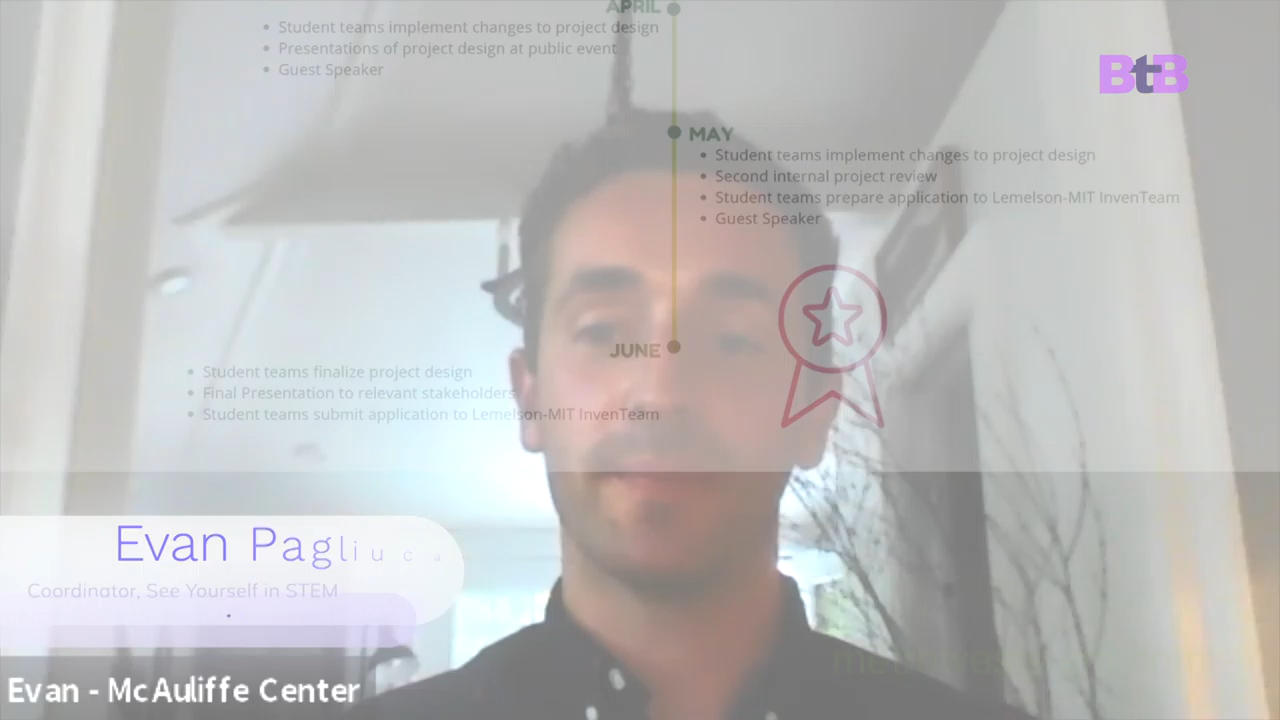 APRIL
• Student teams implement changes to project design
• Presentations of project design at public event
• Guest Speaker
BtB
MAY
• Student teams implement changes to project design
• Second internal project review
• Student teams prepare application to Lemelson-MIT InvenTeam
• Guest Speaker
JUNE
• Student teams finalize project design
• Final Presentation to relevant stakeholders
• Student teams submit application to Lemelson-MIT InvenTeam
Evan Pagliuca
Coordinator, See Yourself in STEM
Evan - McAuliffe Center